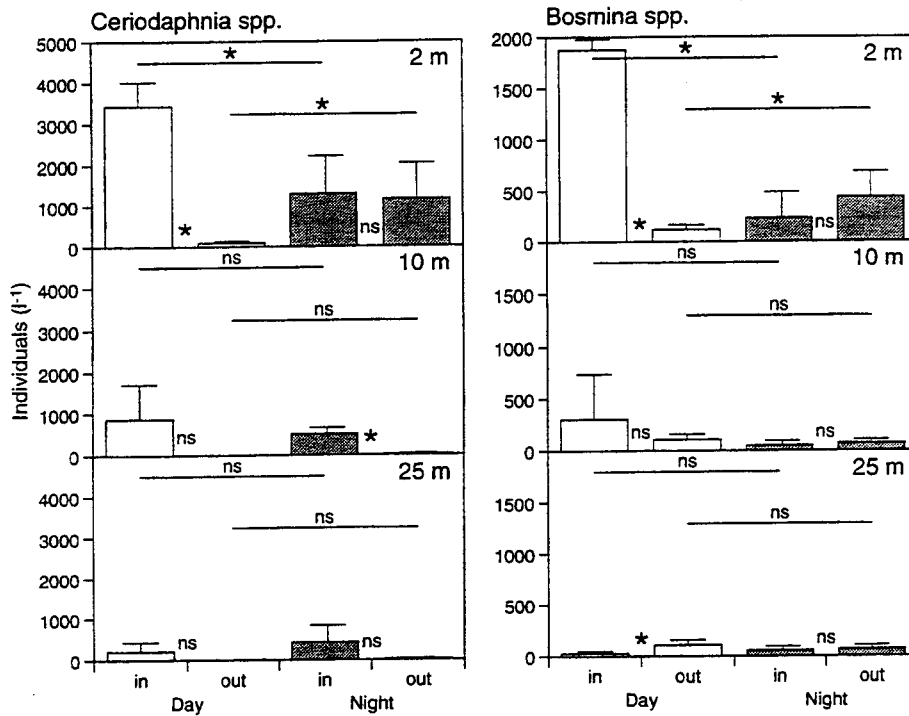 Ceriodaphnia spp.
Bosmina spp.
Individuals (l-1)
5000
4000
3000
2000
1000
0
2 m
*
*
*
ns
4000
3000
2000
1000
0
10 m
ns
ns
ns
*
4000
3000
2000
1000
0
25 m
ns
ns
ns
ns
in
out
in
out
Day
Night
2000
1500
1000
500
0
2 m
*
*
*
ns
1500
1000
500
0
10 m
ns
ns
ns
ns
1500
1000
500
0
25 m
ns
ns
*
ns
in
out
in
out
Day
Night